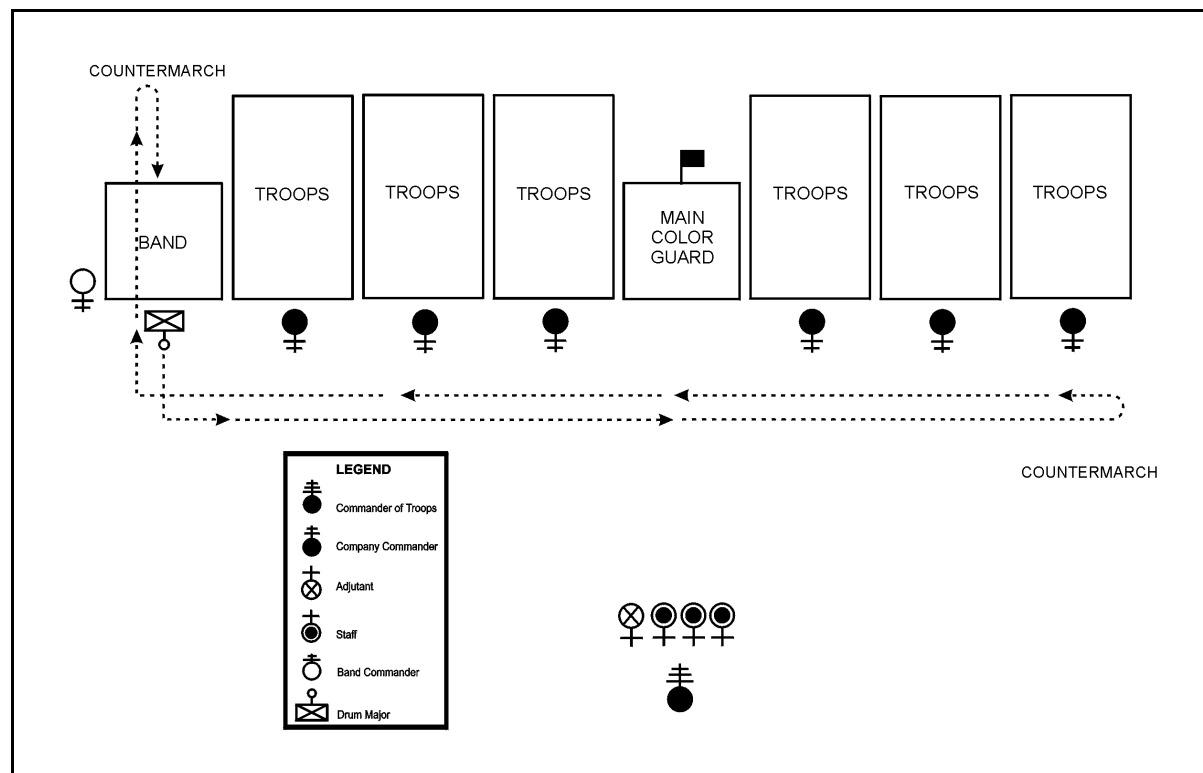 COUNTERMARCH
TROOPS
TROOPS
TROOPS
TROOPS
TROOPS
TROOPS
BAND
MAIN
COLOR
GUARD
COUNTERMARCH
LEGEND
Commander of Troops
Company Commander
Adjutant
Staff
Band Commander
Drum Major